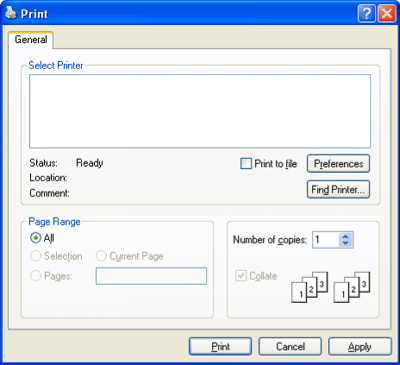 Print
General
Select Printer
Status: Ready
Location:
Comment:
Print to file
Preferences
Find Printer...
Page Range
All
Selection
Current Page
Pages:
Number of copies: 1
Collate
1 2 3 1 2 3
Print
Cancel
Apply